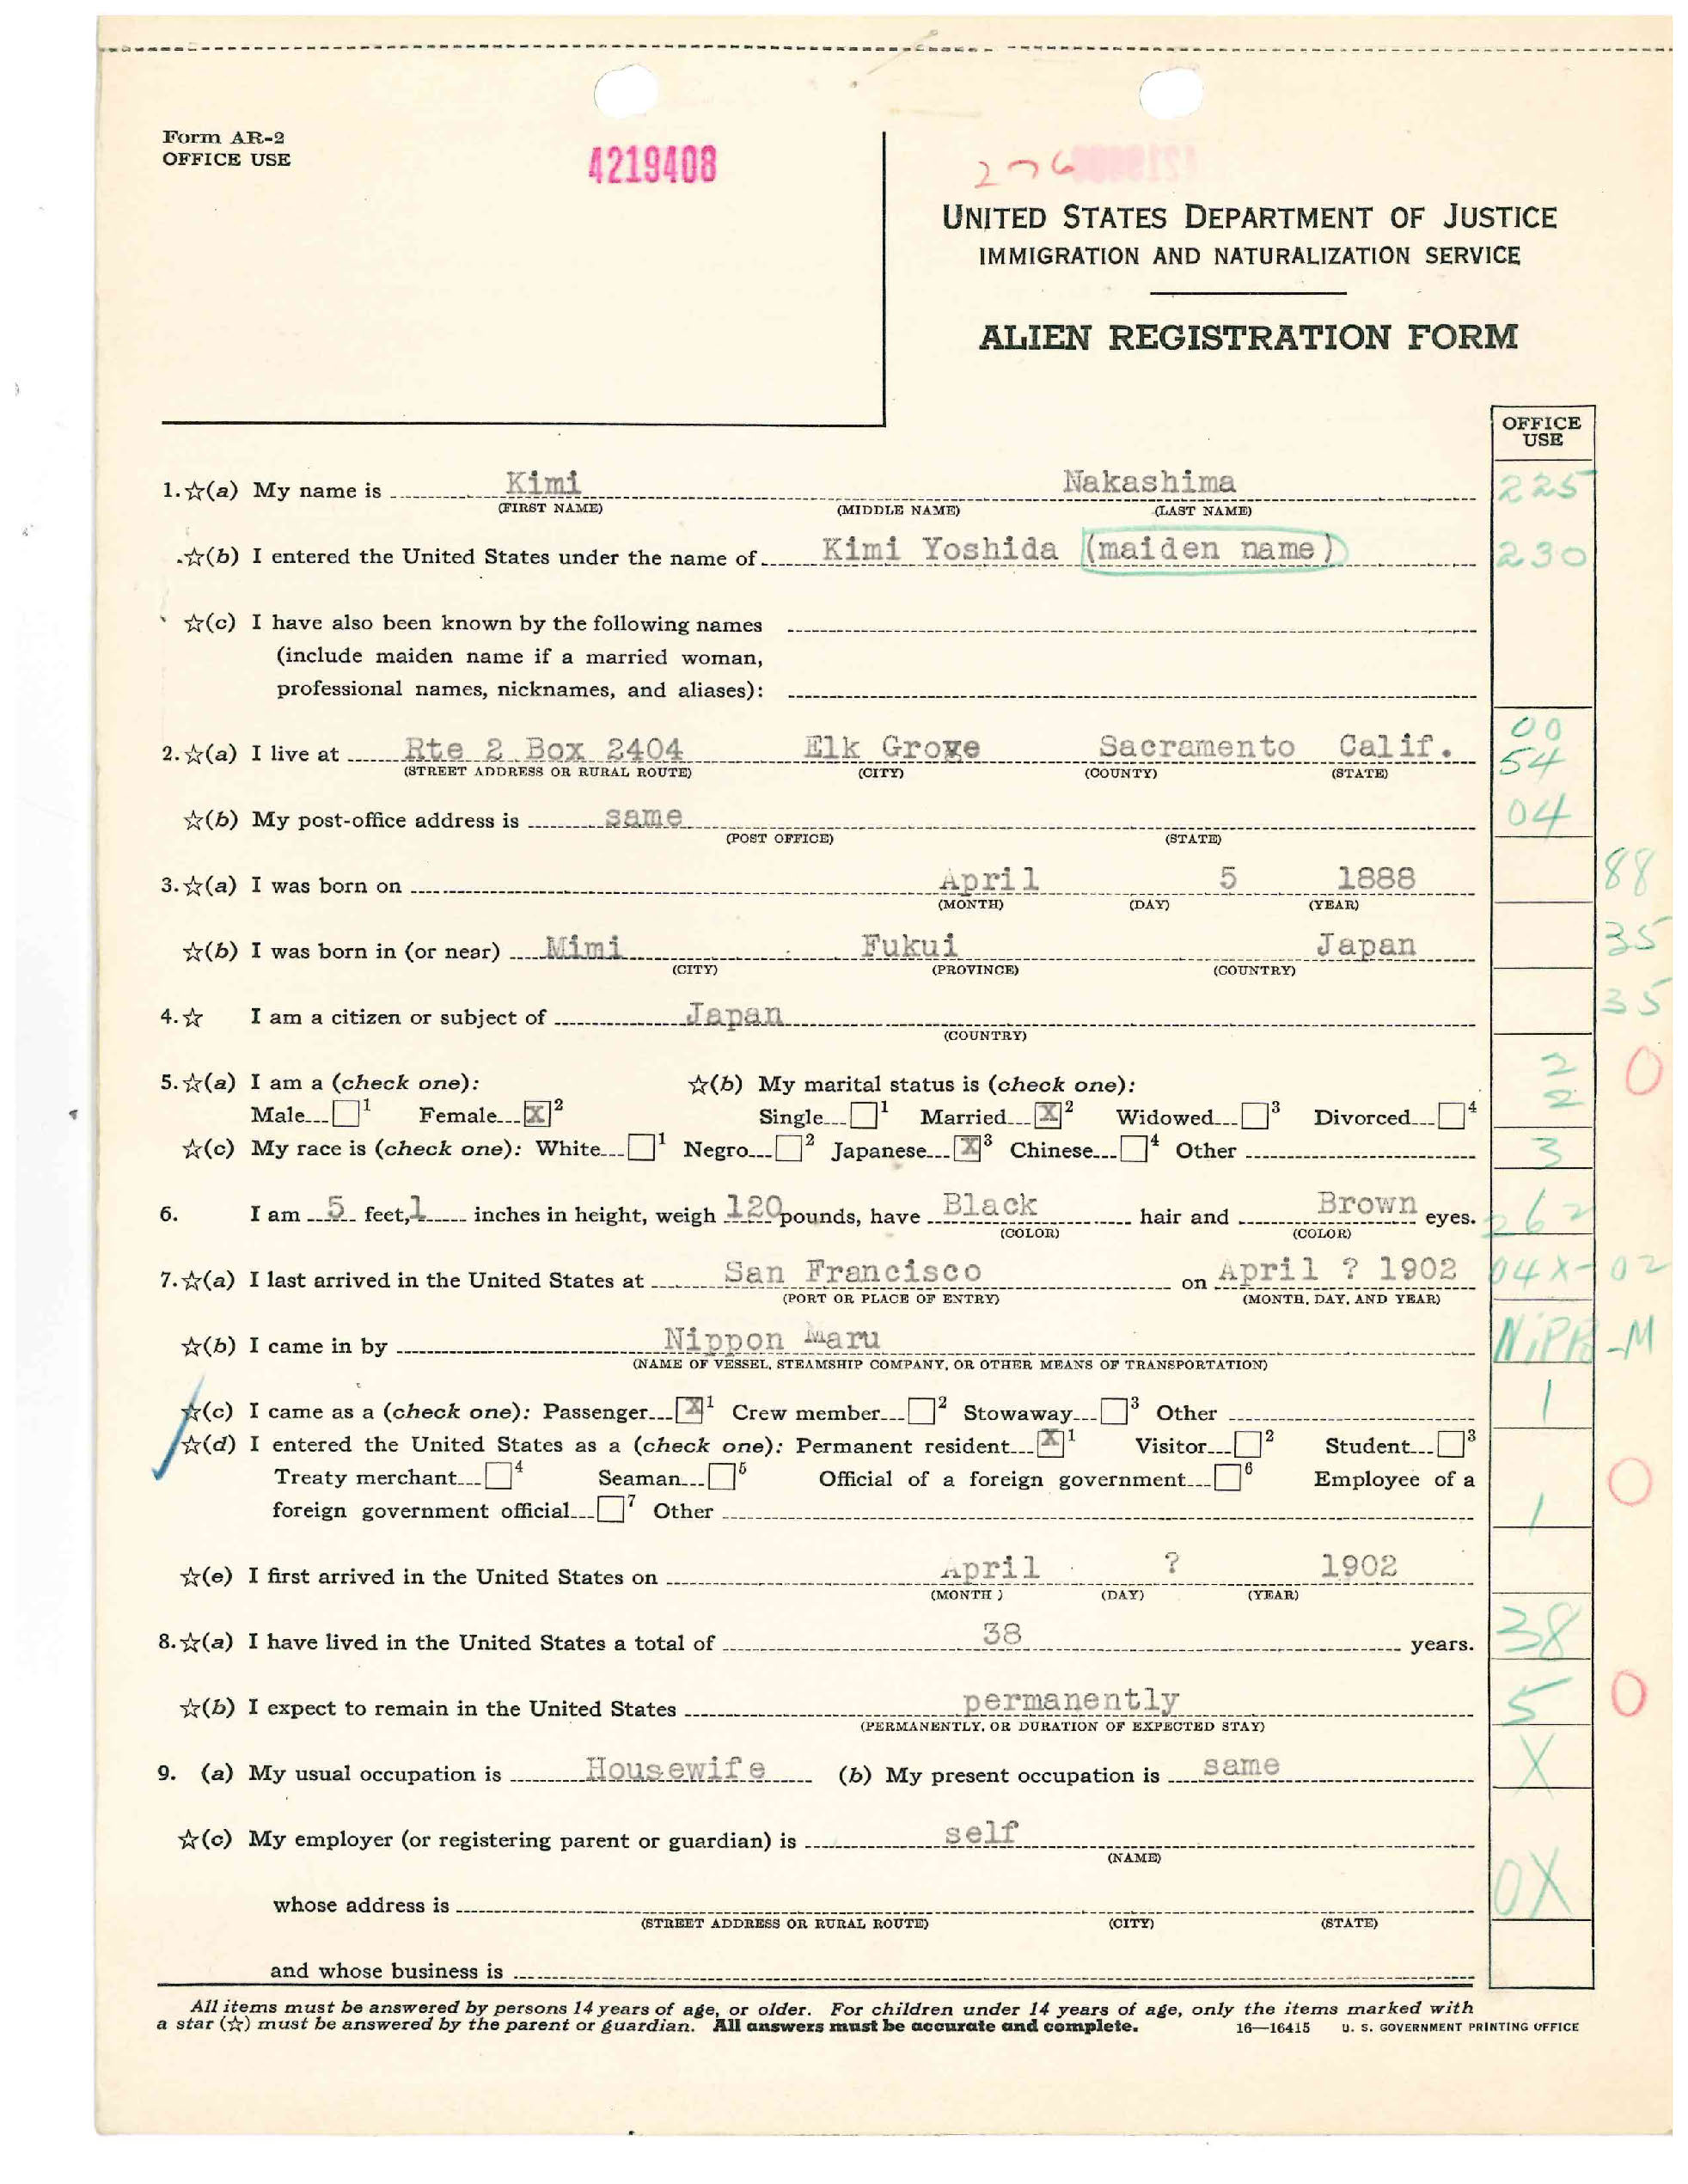 Form AR-2
OFFICE USE
4219408
276
UNITED STATES DEPARTMENT OF JUSTICE
IMMIGRATION AND NATURALIZATION SERVICE
ALIEN REGISTRATION FORM
OFFICE
USE
1. ☆(a) My name is Kimi Nakashima 225
(FIRST NAME) (MIDDLE NAME) (LAST NAME)
☆(b) I entered the United States under the name of Kimi Yoshida (maiden name) 230
☆(c) I have also been known by the following names
(include maiden name if a married woman,
professional names, nicknames, and aliases):
00
2. ☆(a) I live at Rte 2 Box 2404 Elk Grove Sacramento Calif. 54
(STREET ADDRESS OR RURAL ROUTE) (CITY) (COUNTY) (STATE)
☆(b) My post-office address is same 04
(POST OFFICE) (STATE)
3. ☆(a) I was born on April 5 1888 88
(MONTH) (DAY) (YEAR)
☆(b) I was born in (or near) Mimi Fukui Japan 35
(CITY) (PROVINCE) (COUNTRY)
4. ☆ I am a citizen or subject of Japan 35
(COUNTRY)
5. ☆(a) I am a (check one): ☆(b) My marital status is (check one): 2 0
Male ☐1 Female ☒2 Single ☐1 Married ☒2 Widowed ☐3 Divorced ☐4 2
☆(c) My race is (check one): White ☐1 Negro ☐2 Japanese ☒3 Chinese ☐4 Other 3
6. I am 5 feet, 1 inches in height, weigh 120 pounds, have Black hair and Brown eyes. 262
(COLOR) (COLOR)
7. ☆(a) I last arrived in the United States at San Francisco on April ? 1902 04X-02
(PORT OR PLACE OF ENTRY) (MONTH, DAY, AND YEAR)
☆(b) I came in by Nippon Maru
(NAME OF VESSEL, STEAMSHIP COMPANY, OR OTHER MEANS OF TRANSPORTATION)
☆(c) I came as a (check one): Passenger ☒1 Crew member ☐2 Stowaway ☐3 Other 1
☆(d) I entered the United States as a (check one): Permanent resident ☒1 Visitor ☐2 Student ☐3
Treaty merchant ☐4 Seaman ☐5 Official of a foreign government ☐6 Employee of a 0
foreign government official ☐7 Other 1
☆(e) I first arrived in the United States on April ? 1902
(MONTH) (DAY) (YEAR)
8. ☆(a) I have lived in the United States a total of 38 years. 38
☆(b) I expect to remain in the United States permanently 5 0
(PERMANENTLY, OR DURATION OF EXPECTED STAY)
9. (a) My usual occupation is Housewife (b) My present occupation is same X
☆(c) My employer (or registering parent or guardian) is self
(NAME)
0X
whose address is
(STREET ADDRESS OR RURAL ROUTE) (CITY) (STATE)
and whose business is
All items must be answered by persons 14 years of age, or older. For children under 14 years of age, only the items marked with
a star (☆) must be answered by the parent or guardian. All answers must be accurate and complete. 16—16415 U. S. GOVERNMENT PRINTING OFFICE